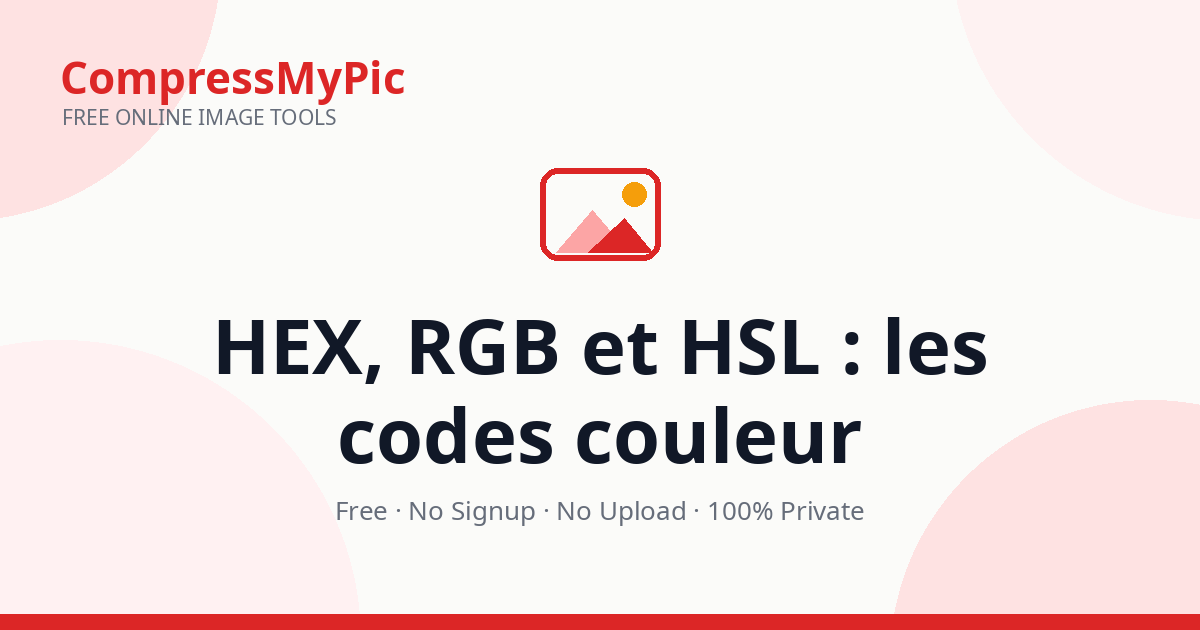 CompressMyPic
FREE ONLINE IMAGE TOOLS
HEX, RGB et HSL : les
codes couleur
Free · No Signup · No Upload · 100% Private